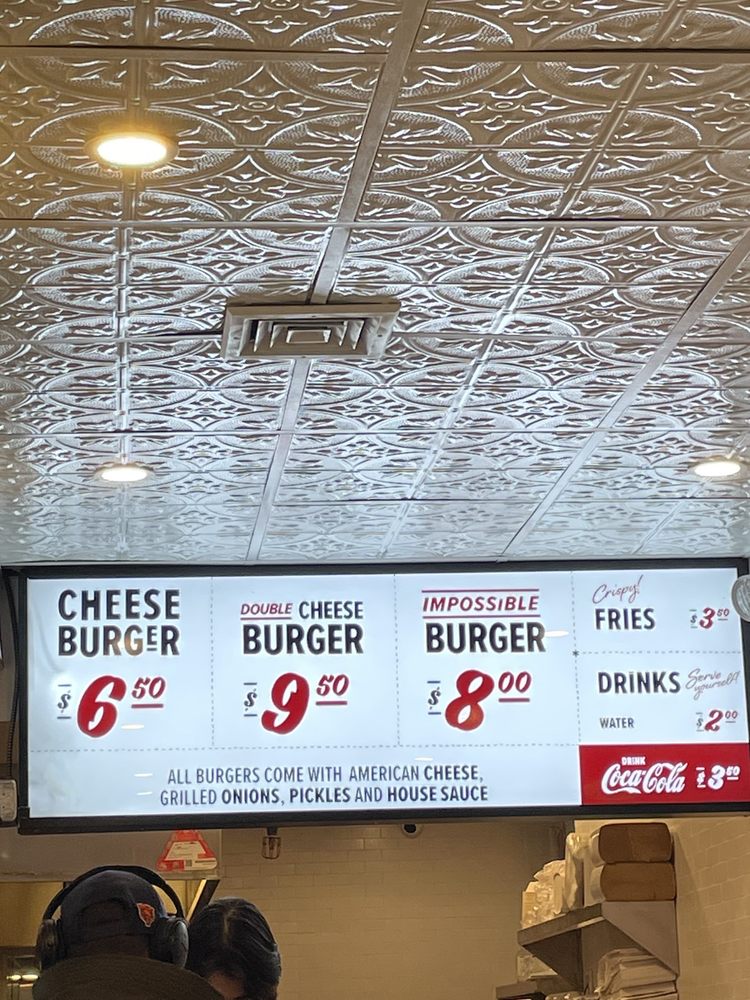 CHEESE
BURGER
$6 50
DOUBLE CHEESE
BURGER
$9 50
IMPOSSIBLE
BURGER
$8 00
Crispy!
FRIES $3 50
DRINKS Serve yourself!
WATER $2 00
DRINK
Coca-Cola $3 50
ALL BURGERS COME WITH AMERICAN CHEESE,
GRILLED ONIONS, PICKLES AND HOUSE SAUCE